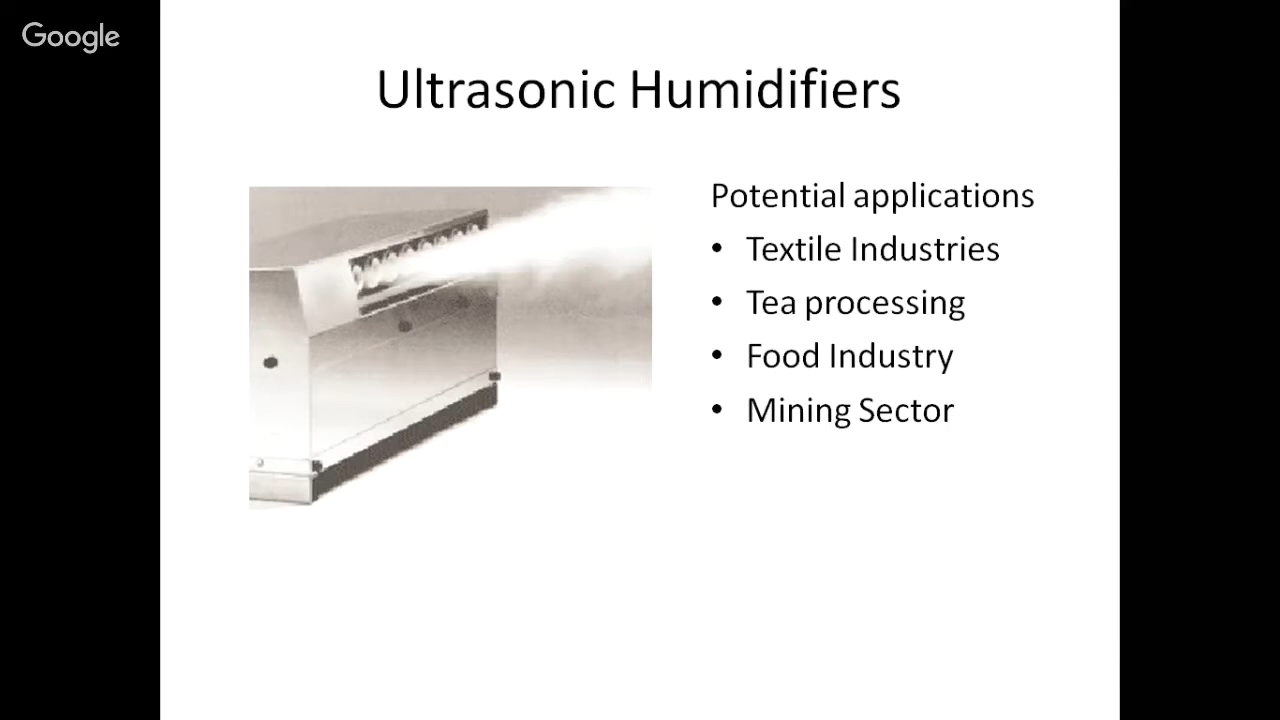 Google
Ultrasonic Humidifiers
Potential applications
• Textile Industries
• Tea processing
• Food Industry
• Mining Sector